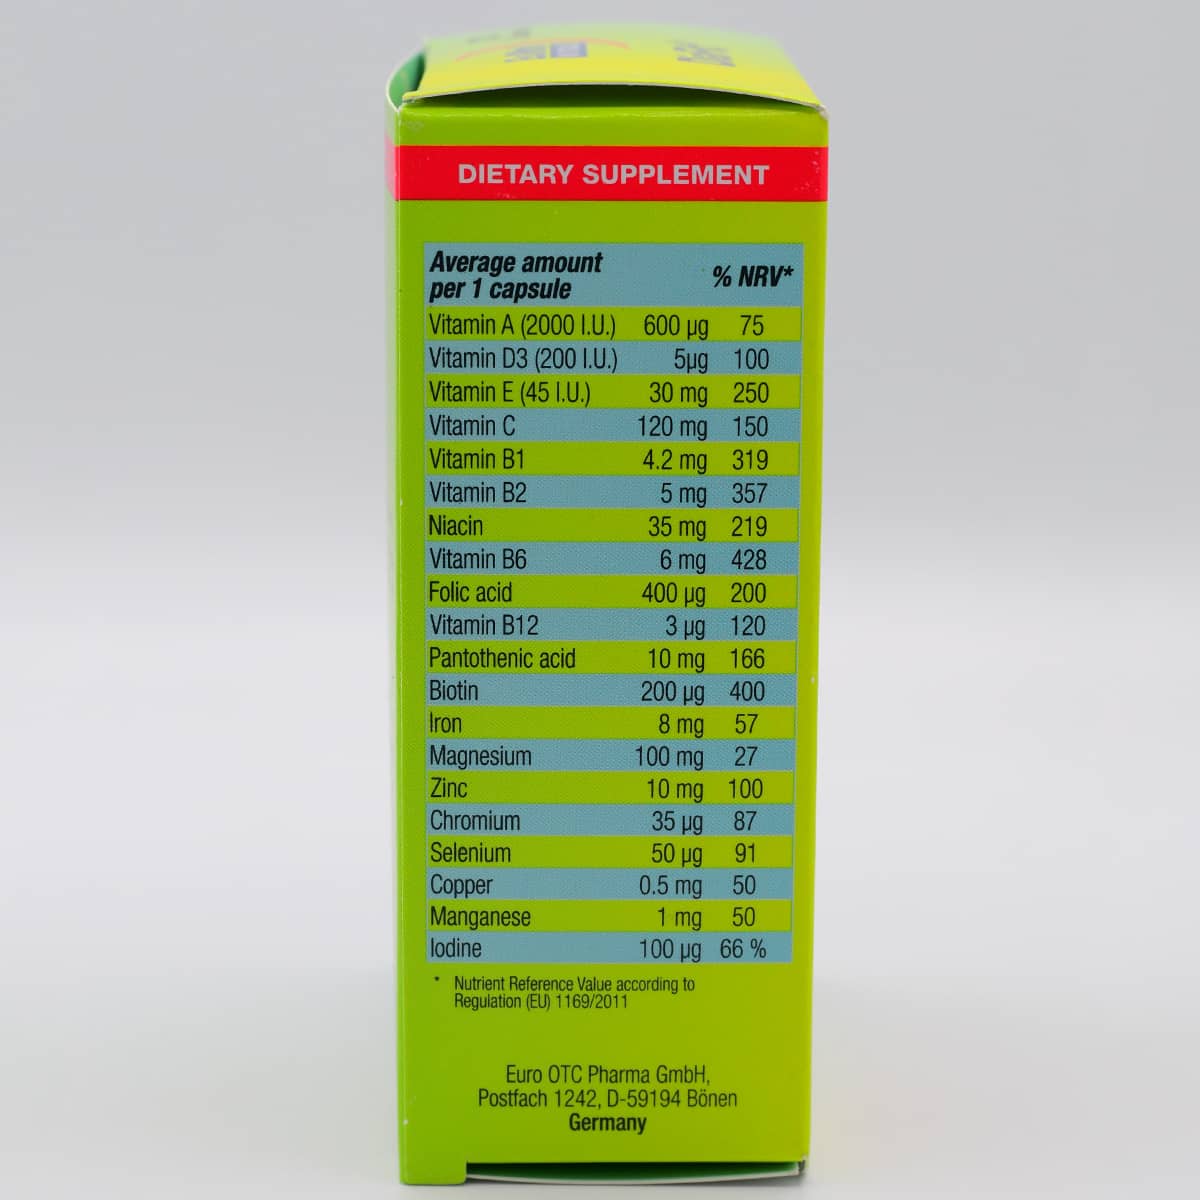 DIETARY SUPPLEMENT
Average amount
per 1 capsule % NRV*
Vitamin A (2000 I.U.) 600 µg 75
Vitamin D3 (200 I.U.) 5µg 100
Vitamin E (45 I.U.) 30 mg 250
Vitamin C 120 mg 150
Vitamin B1 4.2 mg 319
Vitamin B2 5 mg 357
Niacin 35 mg 219
Vitamin B6 6 mg 428
Folic acid 400 µg 200
Vitamin B12 3 µg 120
Pantothenic acid 10 mg 166
Biotin 200 µg 400
Iron 8 mg 57
Magnesium 100 mg 27
Zinc 10 mg 100
Chromium 35 µg 87
Selenium 50 µg 91
Copper 0.5 mg 50
Manganese 1 mg 50
Iodine 100 µg 66 %
* Nutrient Reference Value according to
Regulation (EU) 1169/2011
Euro OTC Pharma GmbH,
Postfach 1242, D-59194 Bönen
Germany